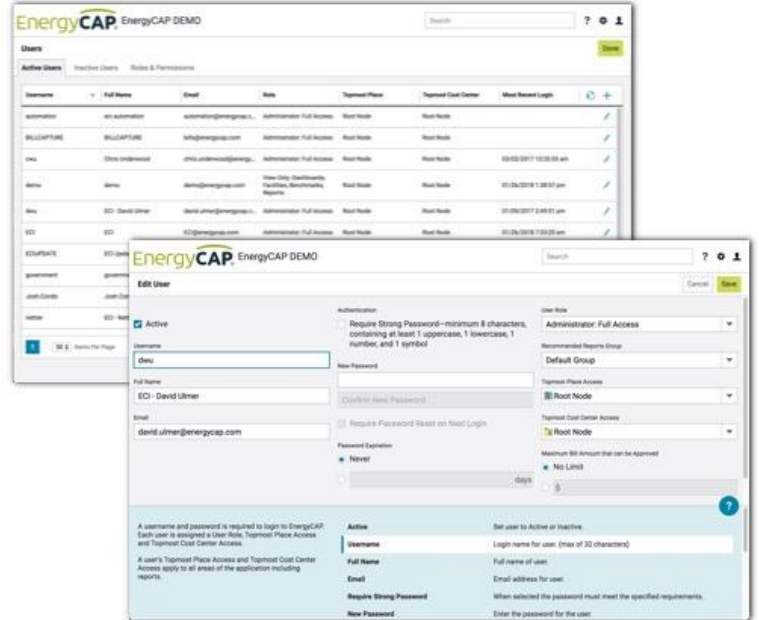 EnergyCAP EnergyCAP DEMO
Search
?
Users
Done
Active Users Inactive Users Roles & Permissions
Username Full Name Email Role Topmost Place Topmost Cost Center Most Recent Login
automation eci automation automation@energycap.c... Administrator: Full Access Root Node Root Node
BILLCAPTURE BILLCAPTURE bills@energycap.com Administrator: Full Access Root Node Root Node
Chris Underwood chris.underwood@energy... Administrator: Full Access Root Node Root Node
demo demo demo@energycap.com View Only: Dashboards, Facilities, Benchmarks, Reports Root Node Root Node 01/26/2018 1:38:57 pm
dwu ECI - David Ulmer david.ulmer@energycap.c... Administrator: Full Access Root Node Root Node
ECI ECI ECI@energycap.com Administrator: Full Access Root Node Root Node
ECIUPDATE
government
Josh Condo
nettier
1 Items Per Page
EnergyCAP EnergyCAP DEMO
Search
?
Edit User
Cancel Save
Active
Username
dwu
Full Name
ECI - David Ulmer
Email
david.ulmer@energycap.com
Authentication
Require Strong Password—minimum 8 characters,
containing at least 1 uppercase, 1 lowercase, 1
number, and 1 symbol
New Password
Confirm New Password
Require Password Reset on Next Login
Password Expiration
Never
days
User Role
Administrator: Full Access
Recommended Reports Group
Default Group
Topmost Place Access
Root Node
Topmost Cost Center Access
Root Node
Maximum Bill Amount that can be Approved
No Limit
$
?
A username and password is required to login to EnergyCAP.
Each user is assigned a User Role, Topmost Place Access
and Topmost Cost Center Access.
A user's Topmost Place Access and Topmost Cost Center
Access apply to all areas of the application including
reports.
Active Set user to Active or Inactive.
Username Login name for user. (max of 32 characters)
Full Name Full name of user.
Email Email address for user.
Require Strong Password When selected the password must meet the specified requirements.
New Password Enter the password for the user.